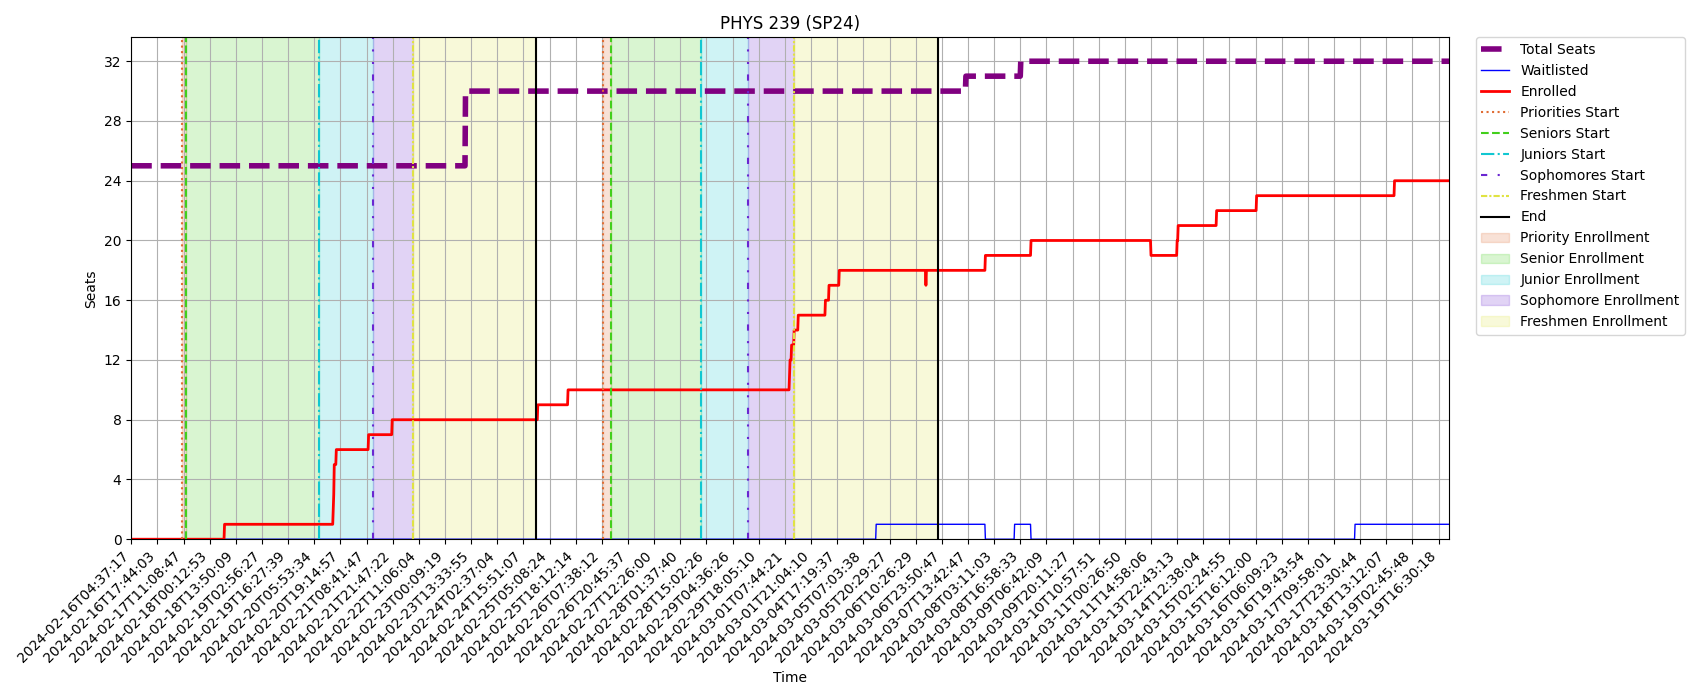 PHYS 239 (SP24)
Seats
32
28
24
20
16
12
8
4
0
2024-02-16T04:37:17
2024-02-16T17:44:03
2024-02-17T11:08:47
2024-02-18T00:12:53
2024-02-18T13:50:09
2024-02-19T02:56:27
2024-02-19T16:27:39
2024-02-20T05:53:34
2024-02-20T19:14:57
2024-02-21T08:41:47
2024-02-21T21:47:22
2024-02-22T11:06:04
2024-02-23T00:09:19
2024-02-23T13:33:55
2024-02-24T02:37:04
2024-02-24T15:51:07
2024-02-25T05:08:24
2024-02-25T18:12:14
2024-02-26T07:38:12
2024-02-26T20:45:37
2024-02-27T12:26:00
2024-02-28T01:37:40
2024-02-28T15:02:26
2024-02-29T04:36:26
2024-02-29T18:05:10
2024-03-01T07:44:21
2024-03-01T21:04:10
2024-03-04T17:19:37
2024-03-05T07:03:38
2024-03-05T20:29:27
2024-03-06T10:26:29
2024-03-06T23:50:47
2024-03-07T13:42:47
2024-03-08T03:11:03
2024-03-08T16:58:33
2024-03-09T06:42:09
2024-03-09T20:11:27
2024-03-10T10:57:51
2024-03-11T00:26:50
2024-03-11T14:58:06
2024-03-13T22:43:13
2024-03-14T12:38:04
2024-03-15T02:24:55
2024-03-15T16:12:00
2024-03-16T06:09:23
2024-03-16T19:43:54
2024-03-17T09:58:01
2024-03-17T23:30:44
2024-03-18T13:12:07
2024-03-19T02:45:48
2024-03-19T16:30:18
Time
Total Seats
Waitlisted
Enrolled
Priorities Start
Seniors Start
Juniors Start
Sophomores Start
Freshmen Start
End
Priority Enrollment
Senior Enrollment
Junior Enrollment
Sophomore Enrollment
Freshmen Enrollment